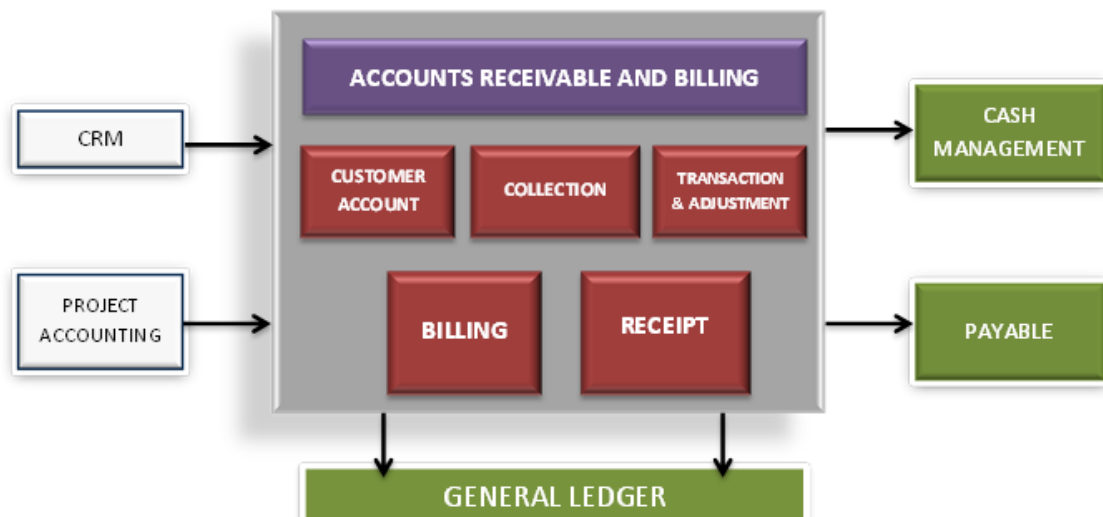 ACCOUNTS RECEIVABLE AND BILLING
CRM
CASH
MANAGEMENT
CUSTOMER
ACCOUNT
COLLECTION
TRANSACTION
& ADJUSTMENT
PROJECT
ACCOUNTING
BILLING
RECEIPT
PAYABLE
GENERAL LEDGER